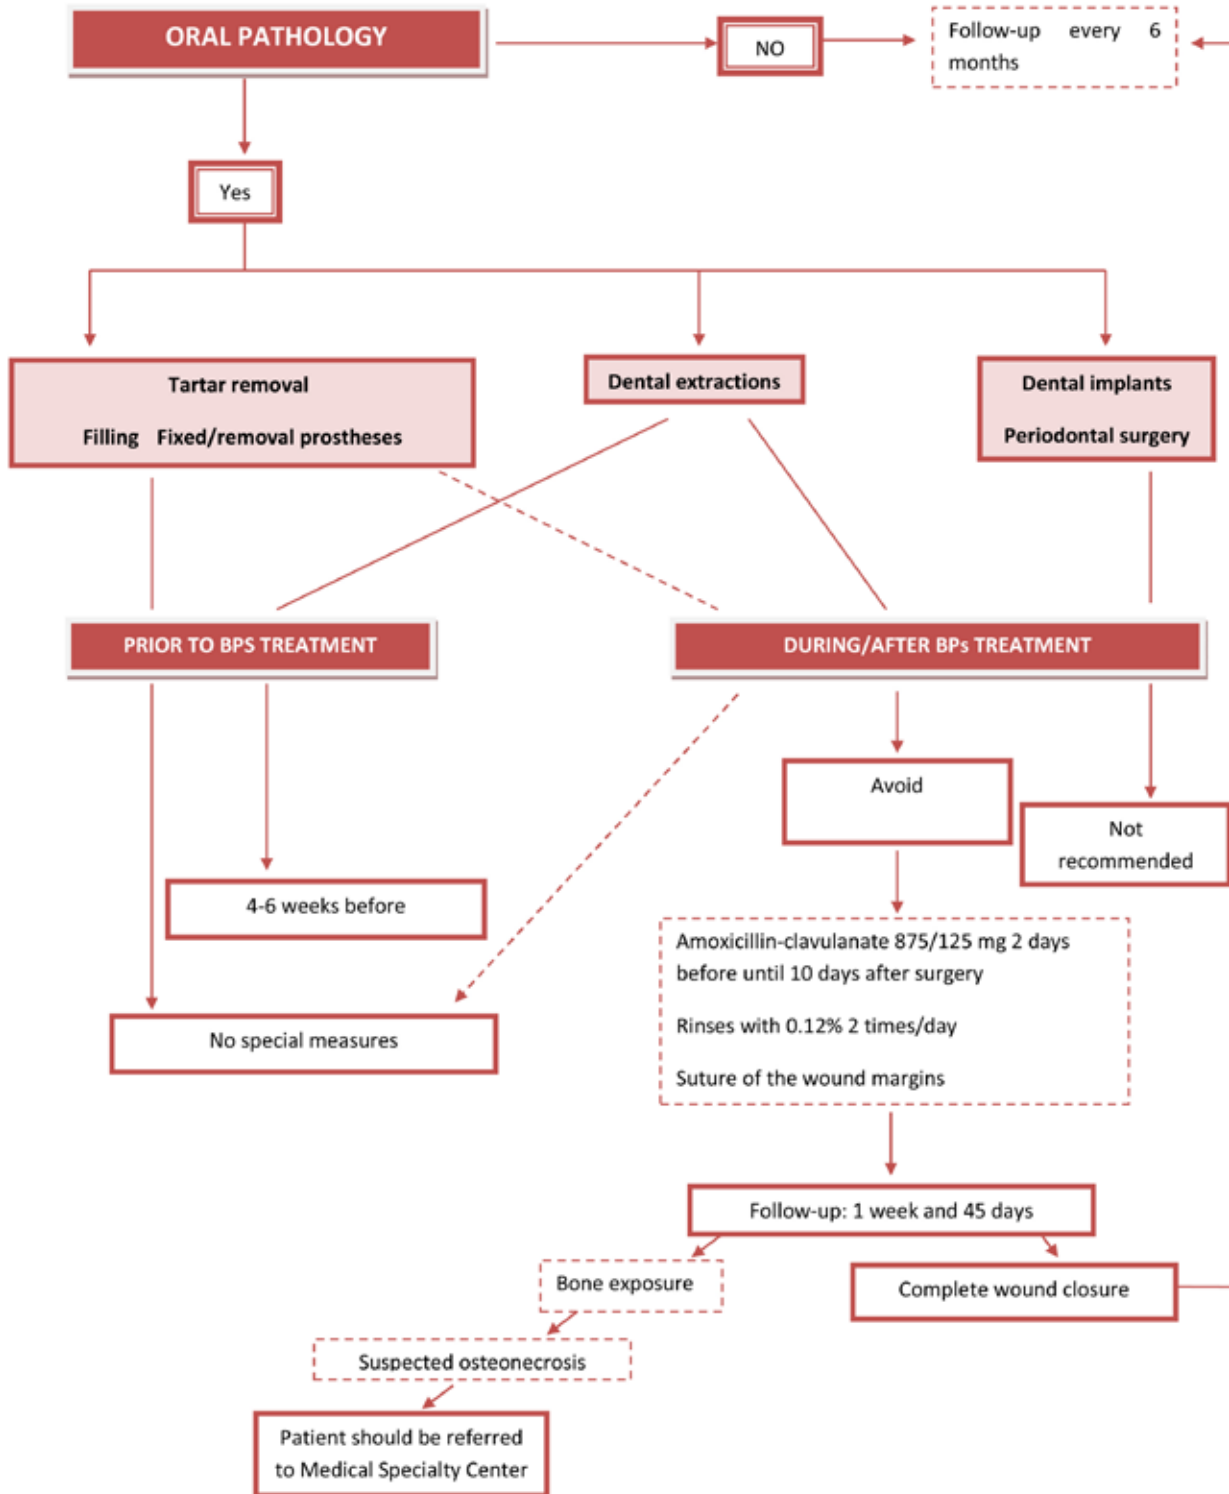 ORAL PATHOLOGY
NO
Follow-up every 6
months
Yes
Tartar removal
Filling Fixed/removal prostheses
Dental extractions
Dental implants
Periodontal surgery
PRIOR TO BPS TREATMENT
DURING/AFTER BPs TREATMENT
Avoid
Not
recommended
4-6 weeks before
No special measures
Amoxicillin-clavulanate 875/125 mg 2 days
before until 10 days after surgery
Rinses with 0.12% 2 times/day
Suture of the wound margins
Follow-up: 1 week and 45 days
Bone exposure
Complete wound closure
Suspected osteonecrosis
Patient should be referred
to Medical Specialty Center